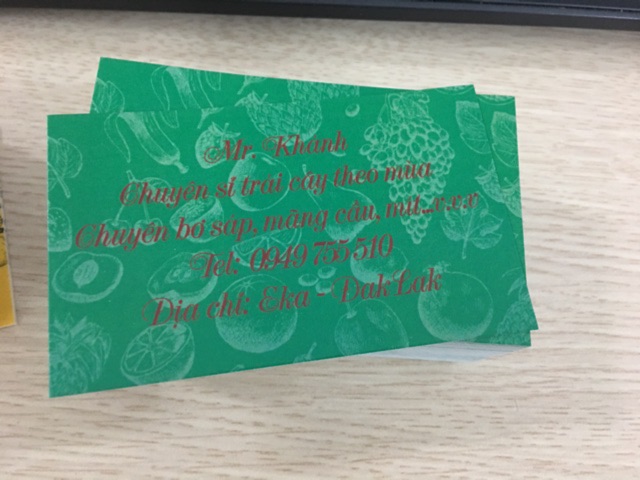 Mr. Khanh
Chuyên sỉ trái cây theo mùa
Chuyên bơ sáp, mãng cầu, mít...v.v.v
Tel: 0949 755 510
Địa chỉ: Eka - DakLak